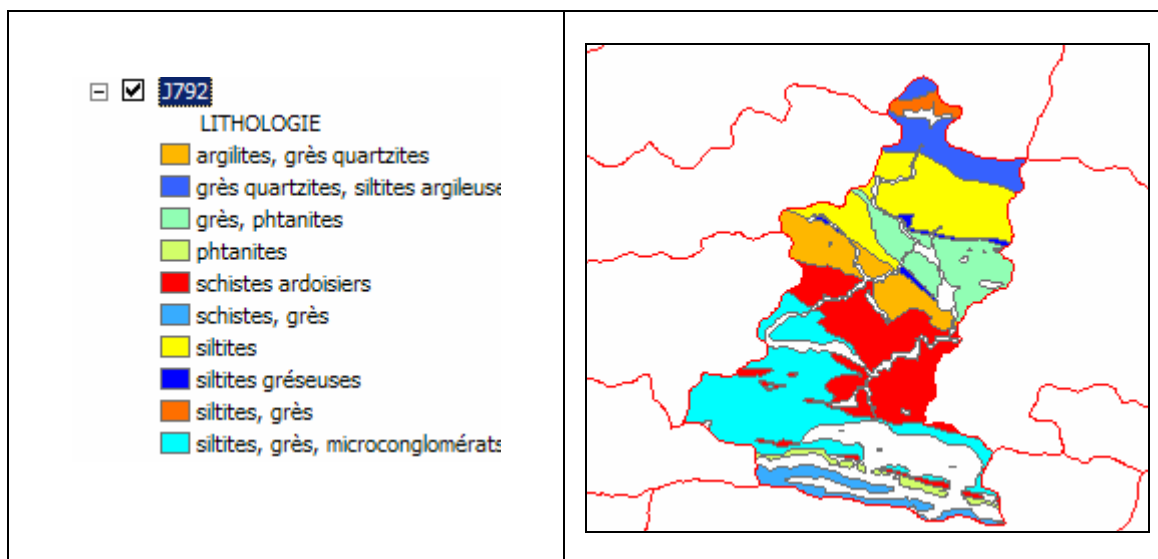 J792
LITHOLOGIE
argilites, grès quartzites
grès quartzites, siltites argileuse
grès, phtanites
phtanites
schistes ardoisiers
schistes, grès
siltites
siltites gréseuses
siltites, grès
siltites, grès, microconglomérats